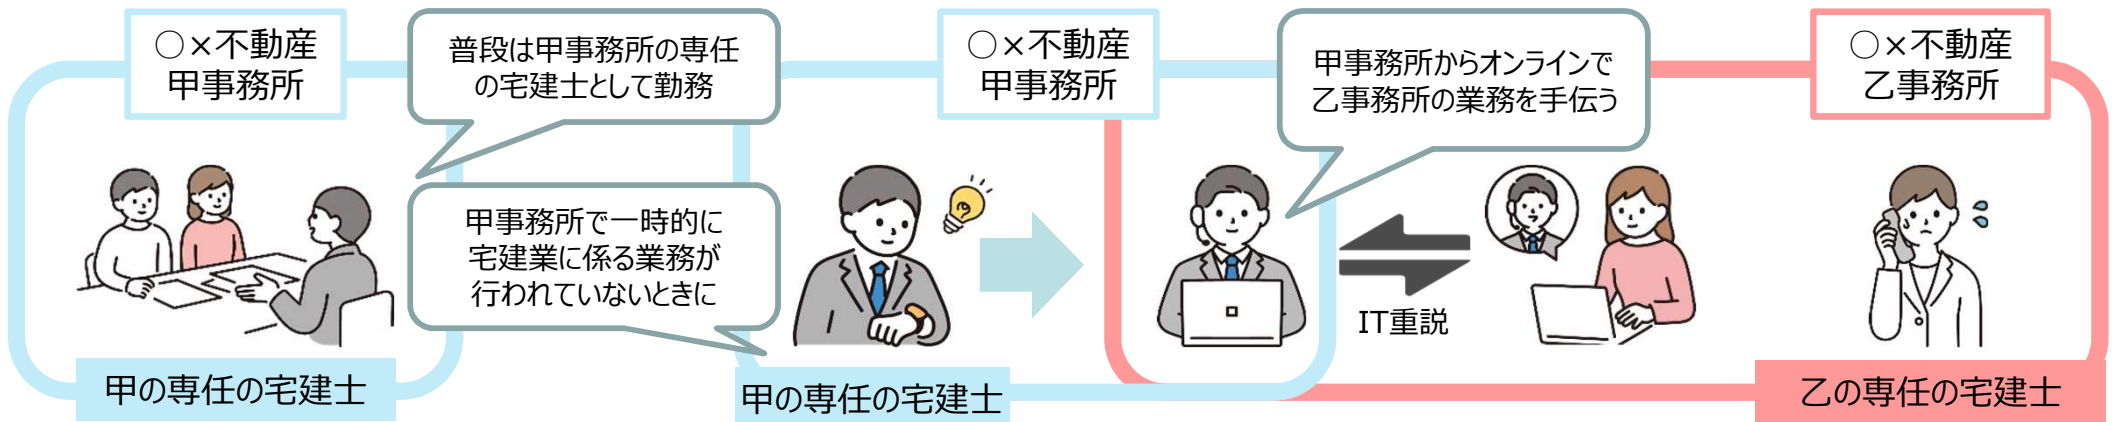 ○×不動産
甲事務所
普段は甲事務所の専任
の宅建士として勤務
甲事務所で一時的に
宅建業に係る業務が
行われていないときに
甲の専任の宅建士
○×不動産
甲事務所
甲の専任の宅建士
甲事務所からオンラインで
乙事務所の業務を手伝う
IT重説
○×不動産
乙事務所
乙の専任の宅建士